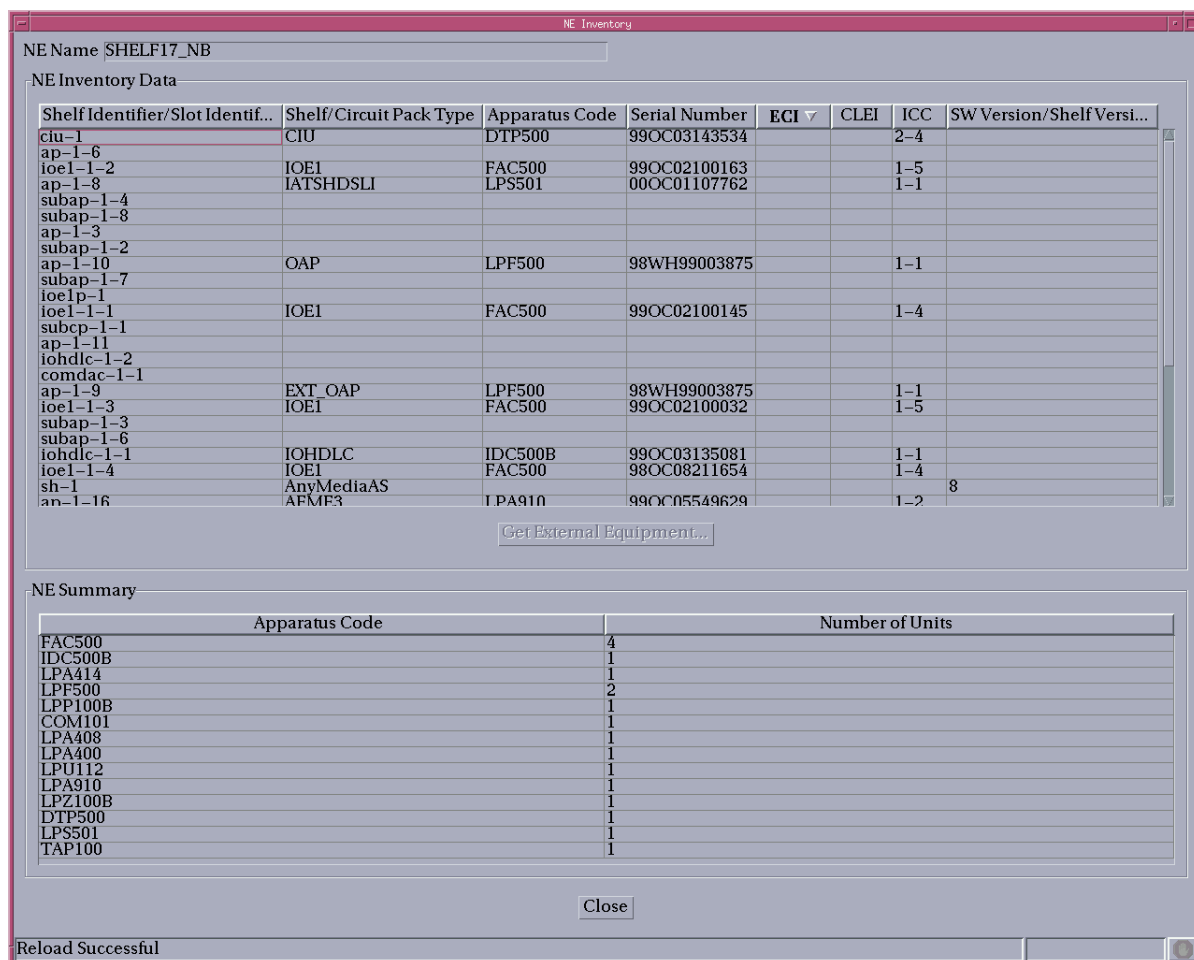 NE Inventory
NE Name SHELF17_NB
NE Inventory Data
Shelf Identifier/Slot Identif... Shelf/Circuit Pack Type Apparatus Code Serial Number ECI CLEI ICC SW Version/Shelf Versi...
ciu-1 CIU DTP500 99OC03143534 2-4
ap-1-6
ioe1-1-2 IOE1 FAC500 99OC02100163 1-5
ap-1-8 IATSHDSLI LPS501 00OC01107762 1-1
subap-1-4
subap-1-8
ap-1-3
subap-1-2
ap-1-10 OAP LPF500 98WH99003875 1-1
subap-1-7
ioe1p-1
ioe1-1-1 IOE1 FAC500 99OC02100145 1-4
subcp-1-1
ap-1-11
iohdlc-1-2
comdac-1-1
ap-1-9 EXT_OAP LPF500 98WH99003875 1-1
ioe1-1-3 IOE1 FAC500 99OC02100032 1-5
subap-1-3
subap-1-6
iohdlc-1-1 IOHDLC IDC500B 99OC03135081 1-1
ioe1-1-4 IOE1 FAC500 98OC08211654 1-4
sh-1 AnyMediaAS 8
ap-1-16 AFMF3 LPA910 99OC05549629 1-2
Get External Equipment...
NE Summary
Apparatus Code Number of Units
FAC500 4
IDC500B 1
LPA414 1
LPF500 2
LPP100B 1
COM101 1
LPA408 1
LPA400 1
LPU112 1
LPA910 1
LPZ100B 1
DTP500 1
LPS501 1
TAP100 1
Close
Reload Successful